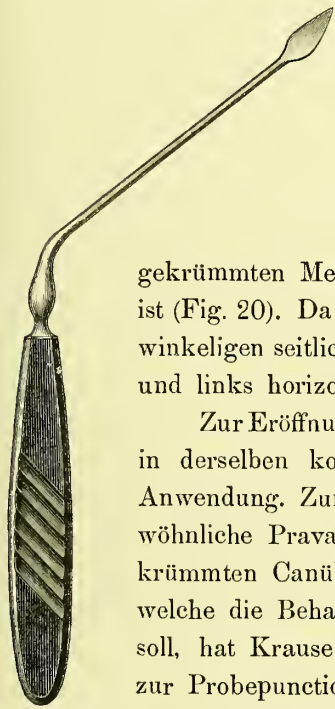 gekrümmten Me
ist (Fig. 20). Da
winkeligen seitlic
und links horizo
Zur Eröffnu
in derselben ko
Anwendung. Zur
wöhnliche Prava
krümmten Canü
welche die Beha
soll, hat Krause
zur Probepunctio